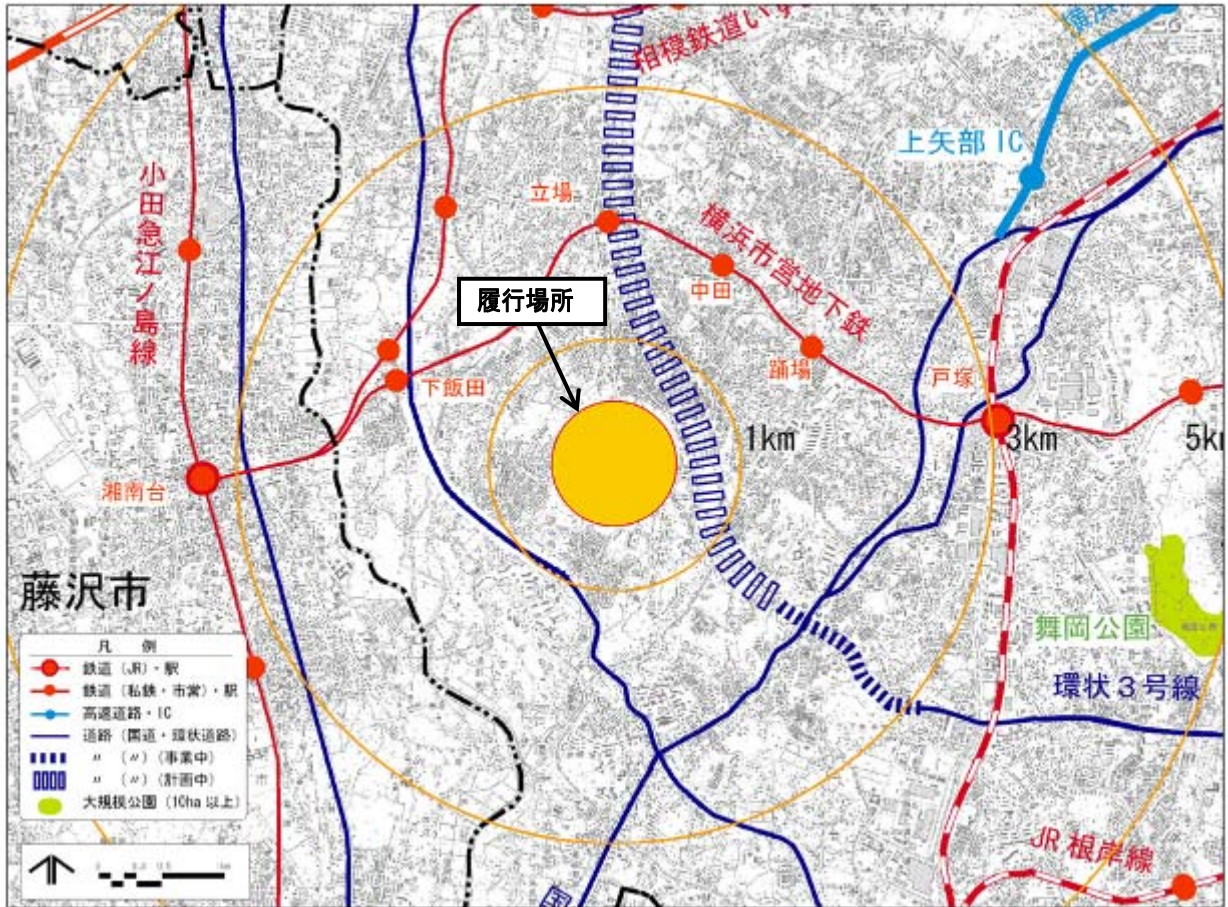 相模鉄道いず
横浜
上矢部 IC
小田急江ノ島線
立場
横浜市営地下鉄
履行場所
中田
踊場
戸塚
下飯田
1km
3km
5k
湘南台
藤沢市
舞岡公園
環状3号線
JR 根岸線
国
凡 例
鉄道(JR)・駅
鉄道(私鉄・市営)・駅
高速道路・IC
道路(国道・環状道路)
〃 (〃)(事業中)
〃 (〃)(計画中)
大規模公園(10ha 以上)